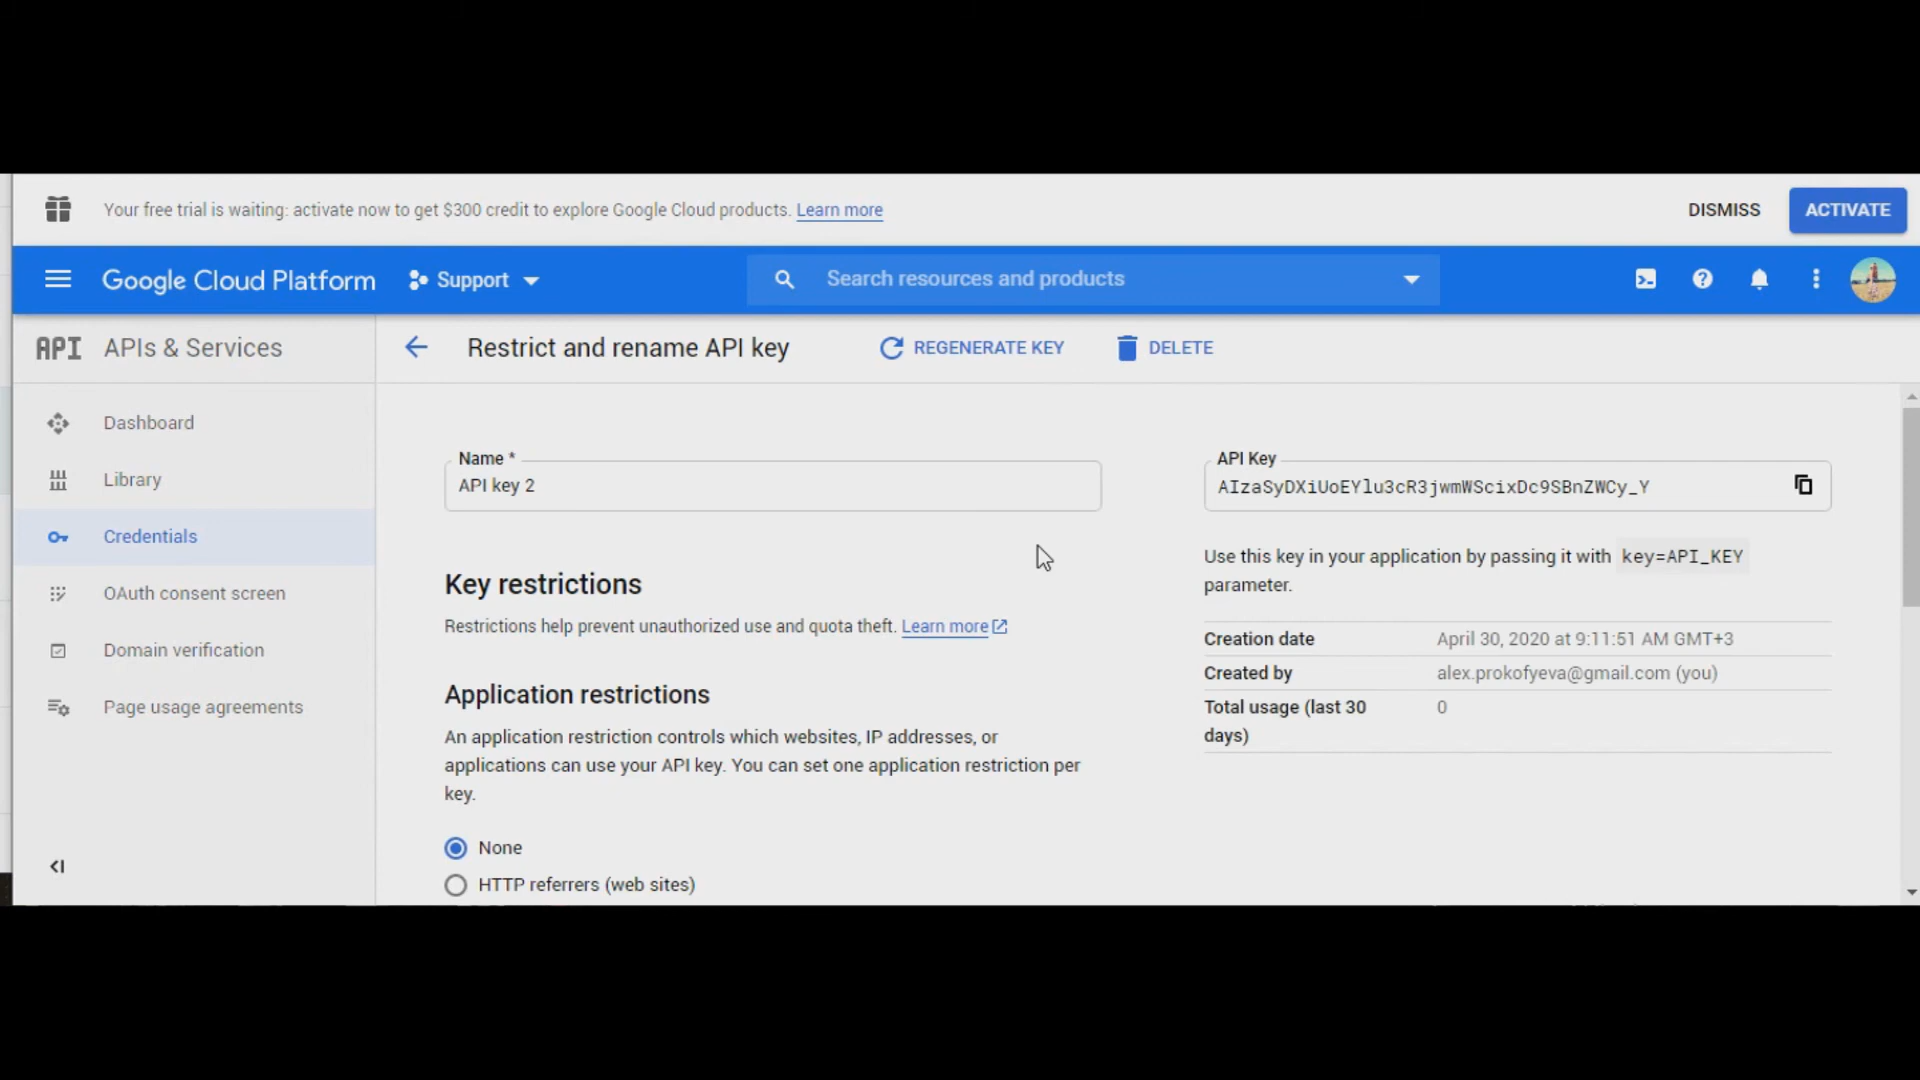 Your free trial is waiting: activate now to get $300 credit to explore Google Cloud products. Learn more
DISMISS
ACTIVATE
Google Cloud Platform
Support
Search resources and products
API APIs & Services
Restrict and rename API key
REGENERATE KEY
DELETE
Dashboard
Library
Credentials
OAuth consent screen
Domain verification
Page usage agreements
Name *
API key 2
Key restrictions
Restrictions help prevent unauthorized use and quota theft. Learn more
Application restrictions
An application restriction controls which websites, IP addresses, or
applications can use your API key. You can set one application restriction per
key.
None
HTTP referrers (web sites)
API Key
AIzaSyDXiUoEYlu3cR3jwmWScixDc9SBnZWCy_Y
Use this key in your application by passing it with key=API_KEY
parameter.
Creation date April 30, 2020 at 9:11:51 AM GMT+3
Created by alex.prokofyeva@gmail.com (you)
Total usage (last 30 0
days)